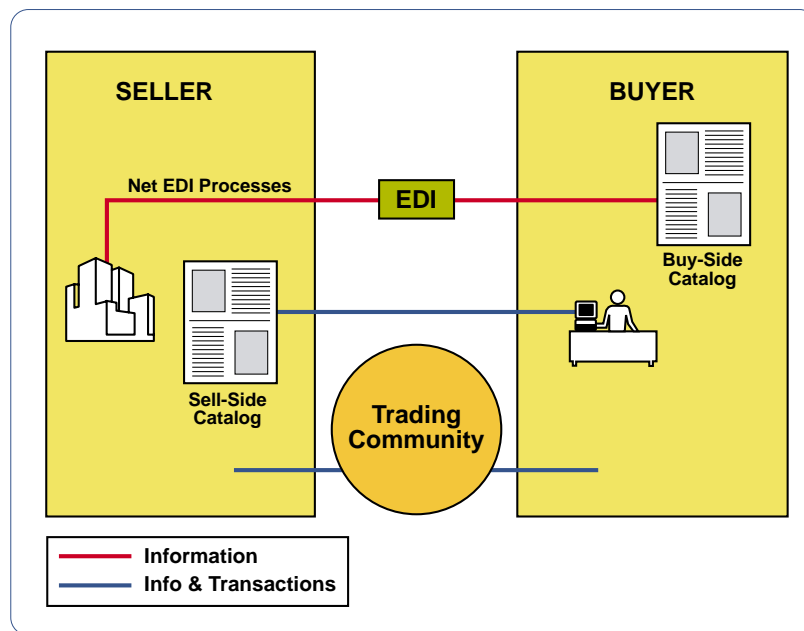 SELLER
BUYER
Net EDI Processes
EDI
Buy-Side
Catalog
Sell-Side
Catalog
Trading
Community
Information
Info & Transactions